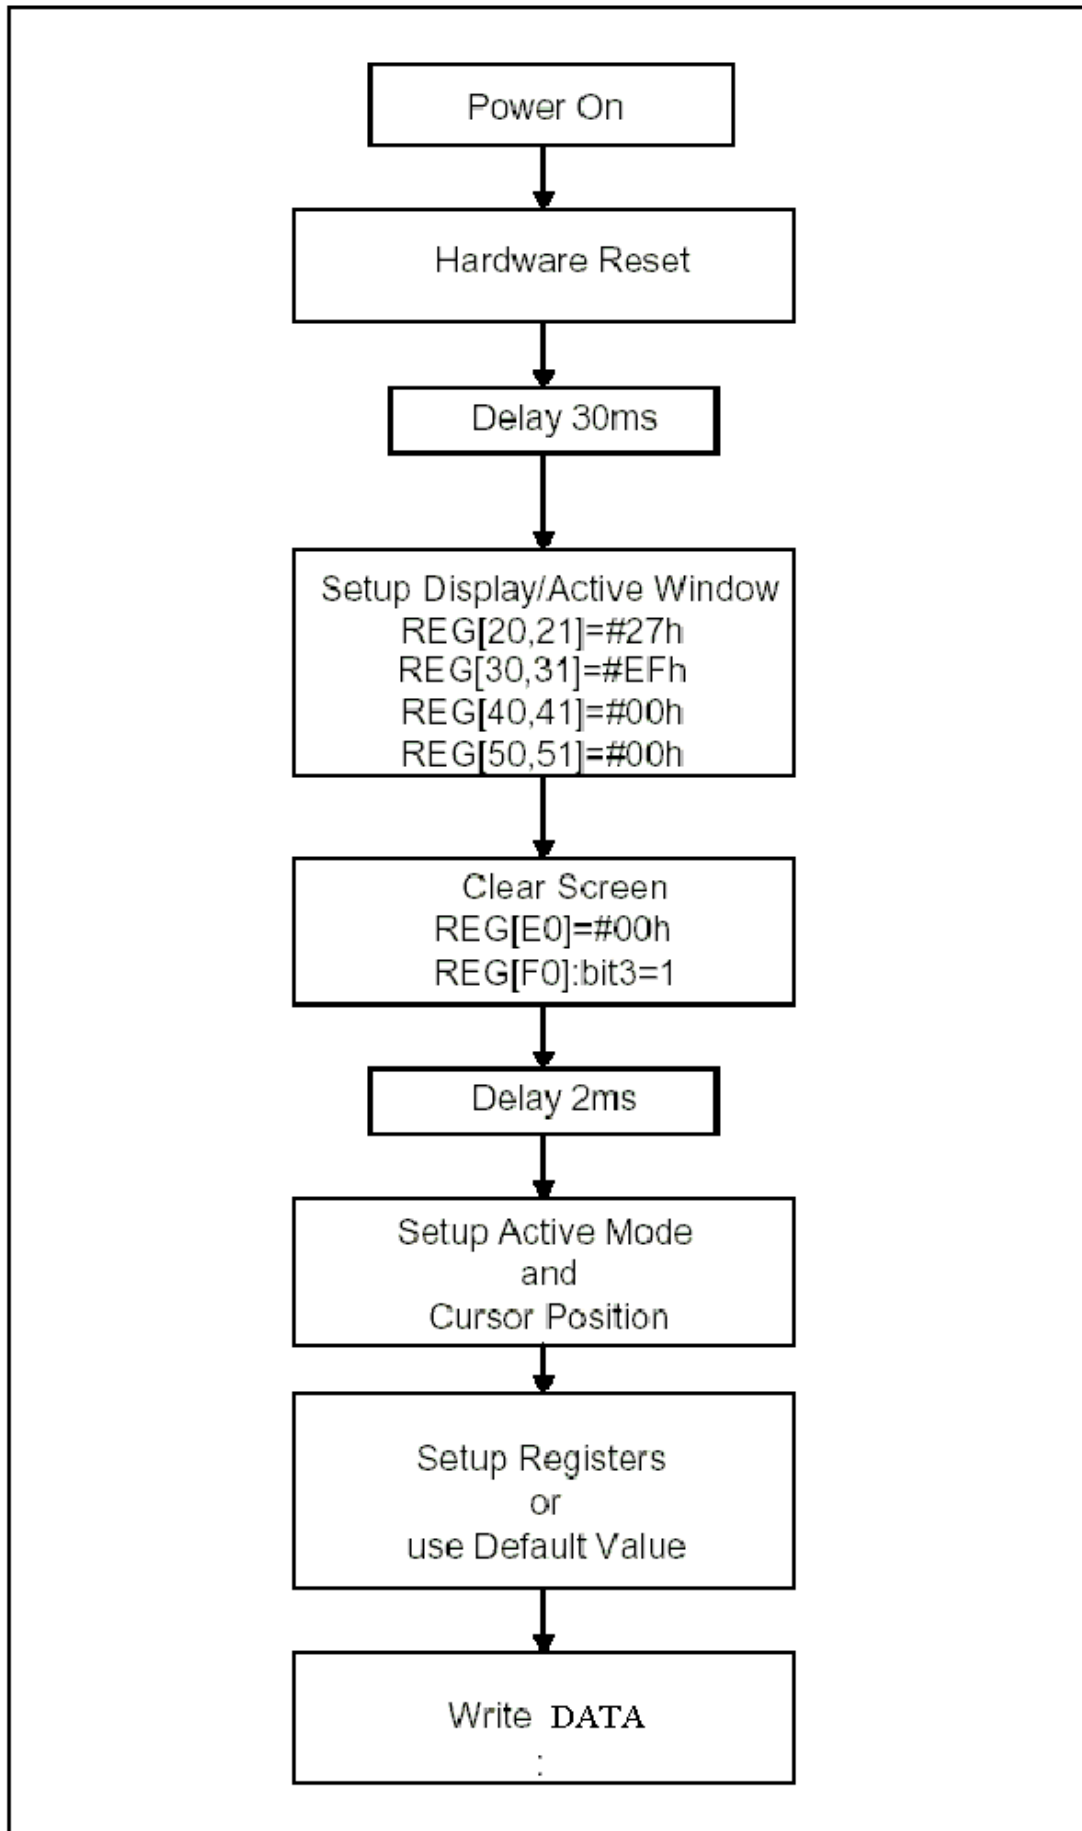 Power On
Hardware Reset
Delay 30ms
Setup Display/Active Window
REG[20,21]=#27h
REG[30,31]=#EFh
REG[40,41]=#00h
REG[50,51]=#00h
Clear Screen
REG[E0]=#00h
REG[F0]:bit3=1
Delay 2ms
Setup Active Mode
and
Cursor Position
Setup Registers
or
use Default Value
Write DATA
: